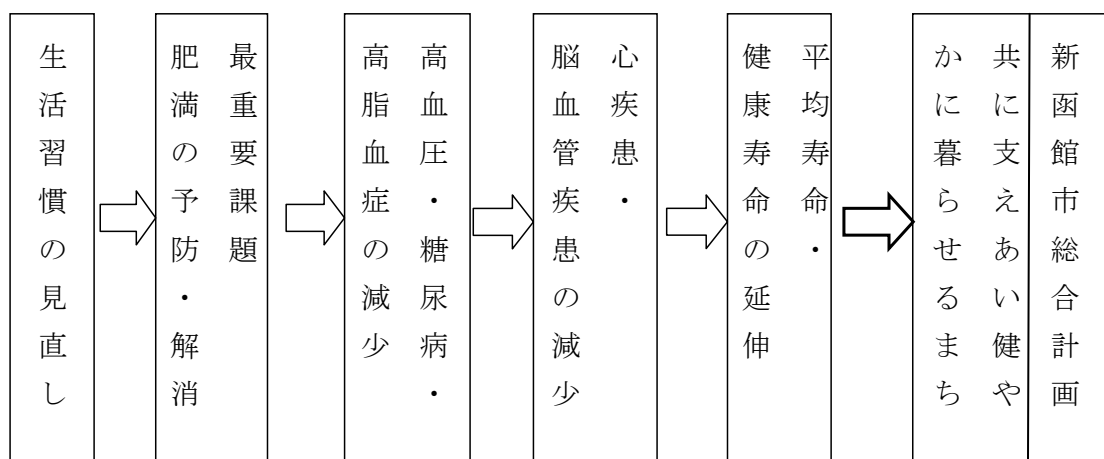 生活習慣の見直し
最重要課題
肥満の予防・解消
高血圧・糖尿病・
高脂血症の減少
心疾患・
脳血管疾患の減少
平均寿命・
健康寿命の延伸
新函館市総合計画
共に支えあい健や
かに暮らせるまち